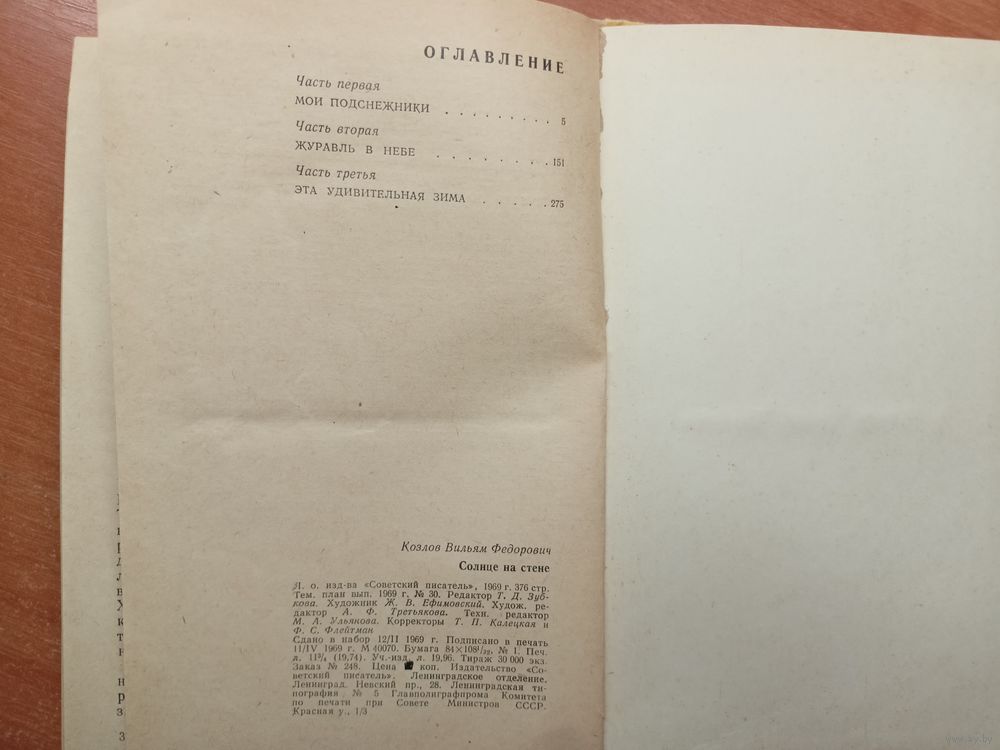 ОГЛАВЛЕНИЕ
Часть первая
МОИ ПОДСНЕЖНИКИ . . . . . . . . . 5
Часть вторая
ЖУРАВЛЬ В НЕБЕ . . . . . . . . 151
Часть третья
ЭТА УДИВИТЕЛЬНАЯ ЗИМА . . . . . 275
Козлов Вильям Федорович
Солнце на стене
Л. о. изд-ва «Советский писатель», 1969 г. 376 стр.
Тем. план вып. 1969 г. № 30. Редактор Т. Д. Зуб-
кова. Художник Ж. В. Ефимовский. Худож. ре-
дактор А. Ф. Третьякова. Техн. редактор
М. А. Ульянова. Корректоры Т. П. Калецкая и
Ф. С. Флейтман
Сдано в набор 12/II 1969 г. Подписано в печать
11/IV 1969 г. М 40070. Бумага 84×108¹/₃₂, № 1. Печ.
л. 11³/₄ (19,74). Уч.-изд. л. 19,96. Тираж 30 000 экз.
Заказ № 248. Цена коп. Издательство «Со-
ветский писатель». Ленинградское отделение.
Ленинград. Невский пр., 28. Ленинградская ти-
пография № 5 Главполиграфпрома Комитета
по печати при Совете Министров СССР.
Красная у., 1/3